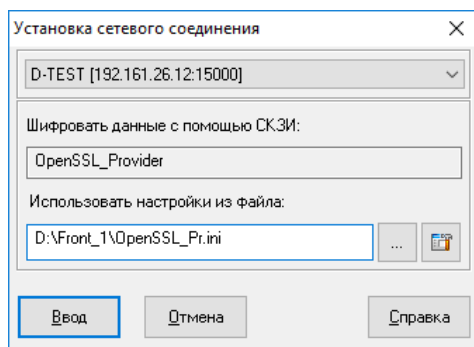 Установка сетевого соединения
D-TEST [192.161.26.12:15000]
Шифровать данные с помощью СКЗИ:
OpenSSL_Provider
Использовать настройки из файла:
D:\Front_1\OpenSSL_Pr.ini
...
Ввод Отмена Справка